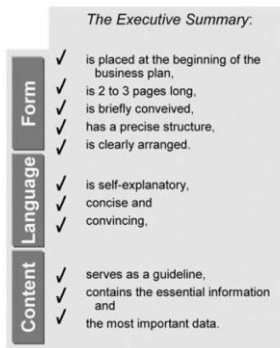 The Executive Summary:
Form
is placed at the beginning of the
business plan,
is 2 to 3 pages long,
is briefly conveived,
has a precise structure,
is clearly arranged.
Language
is self-explanatory,
concise and
convincing,
Content
serves as a guideline,
contains the essential information
and
the most important data.